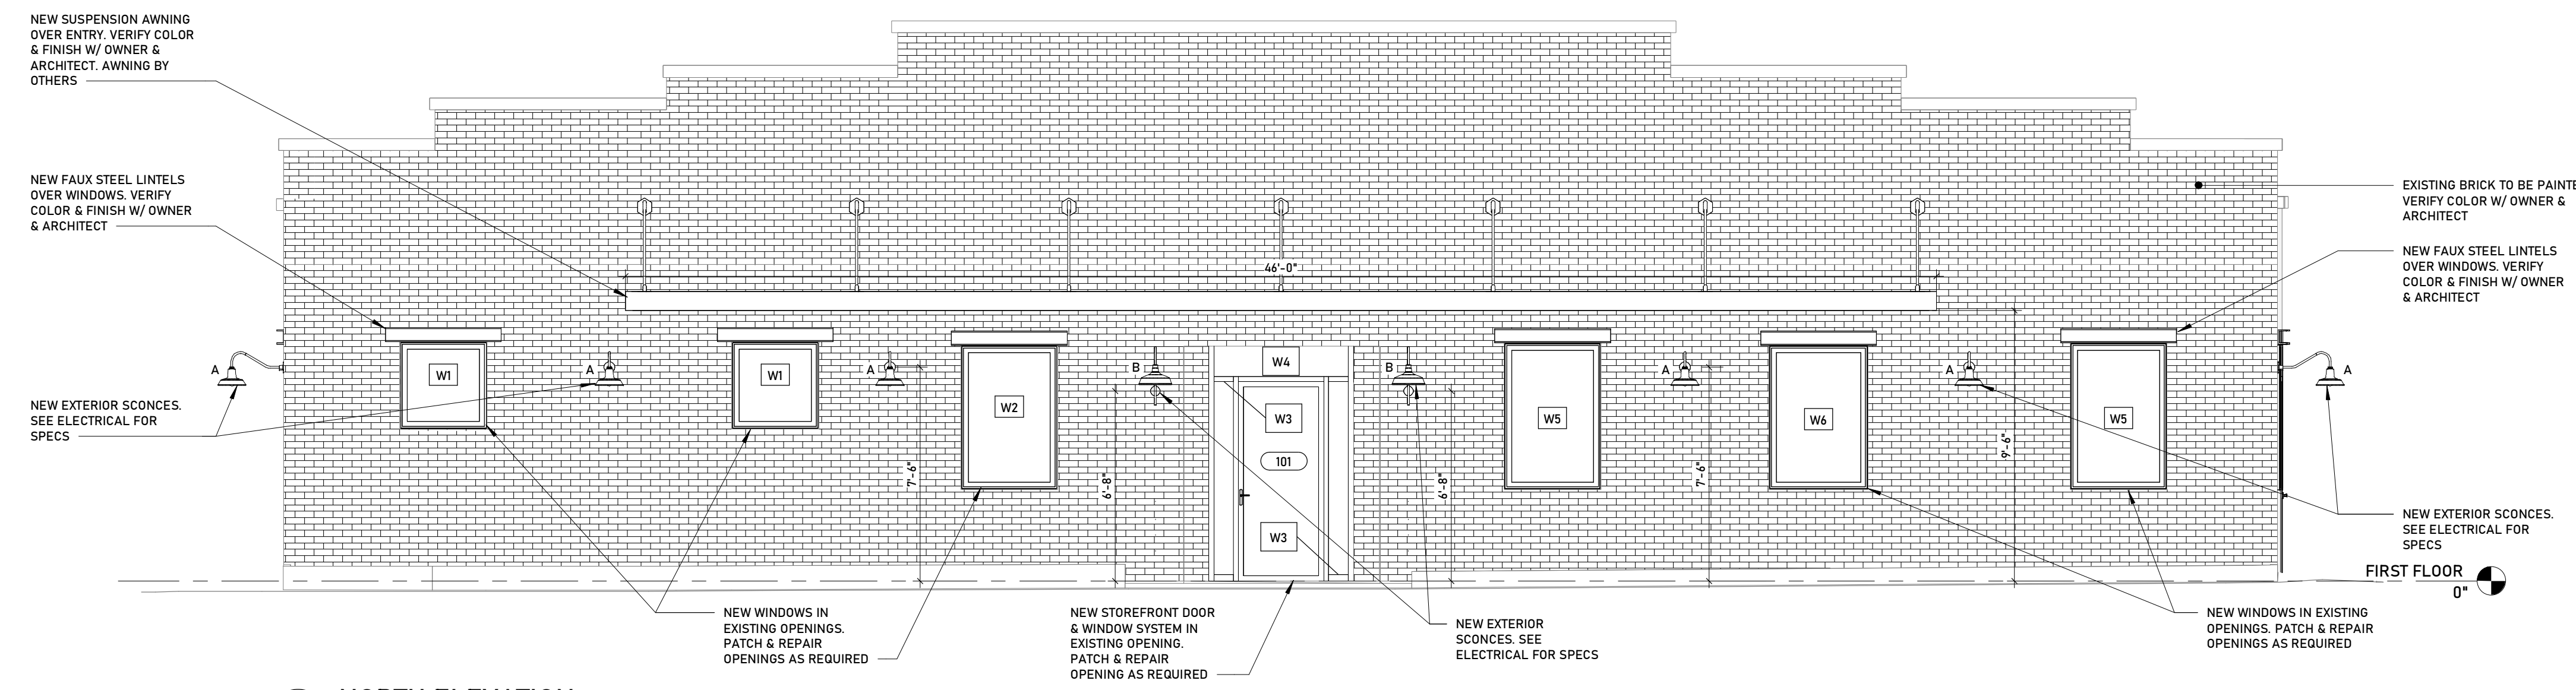 NEW SUSPENSION AWNING
OVER ENTRY. VERIFY COLOR
& FINISH W/ OWNER &
ARCHITECT. AWNING BY
OTHERS
NEW FAUX STEEL LINTELS
OVER WINDOWS. VERIFY
COLOR & FINISH W/ OWNER
& ARCHITECT
EXISTING BRICK TO BE PAINTE
VERIFY COLOR W/ OWNER &
ARCHITECT
NEW FAUX STEEL LINTELS
OVER WINDOWS. VERIFY
COLOR & FINISH W/ OWNER
& ARCHITECT
46'-0"
A
W1
A
W1
A
W2
B
W4
W3
101
W3
B
W5
A
W6
A
W5
A
NEW EXTERIOR SCONCES.
SEE ELECTRICAL FOR
SPECS
7'-6"
6'-8"
6'-8"
7'-6"
9'-6"
NEW EXTERIOR SCONCES.
SEE ELECTRICAL FOR
SPECS
FIRST FLOOR
0"
NEW WINDOWS IN
EXISTING OPENINGS.
PATCH & REPAIR
OPENINGS AS REQUIRED
NEW STOREFRONT DOOR
& WINDOW SYSTEM IN
EXISTING OPENING.
PATCH & REPAIR
OPENING AS REQUIRED
NEW EXTERIOR
SCONCES. SEE
ELECTRICAL FOR SPECS
NEW WINDOWS IN EXISTING
OPENINGS. PATCH & REPAIR
OPENINGS AS REQUIRED
NORTH ELEVATION